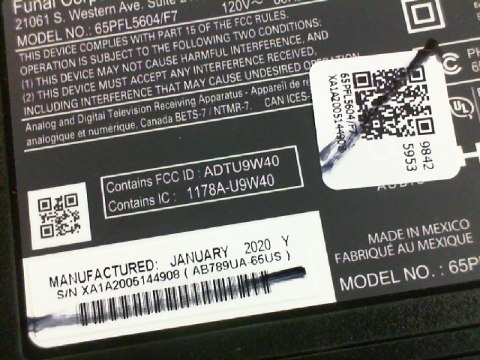 Funai Corp
21061 S. Western Ave. Suite
MODEL NO.: 65PFL5604/F7 120V~
THIS DEVICE COMPLIES WITH PART 15 OF THE FCC RULES.
OPERATION IS SUBJECT TO THE FOLLOWING TWO CONDITIONS:
(1) THIS DEVICE MAY NOT CAUSE HARMFUL INTERFERENCE, AND
(2) THIS DEVICE MUST ACCEPT ANY INTERFERENCE RECEIVED,
INCLUDING INTERFERENCE THAT MAY CAUSE UNDESIRED OPERATION.
Analog and Digital Television Receiving Apparatus - Appareil de
analogique et numérique, Canada BETS-7 / NTMR-7. CAN ICES-
65PFL5604/F7
XA1A2005144908
9842
5953
Contains FCC ID : ADTU9W40
Contains IC : 1178A-U9W40
MANUFACTURED: JANUARY 2020 Y
S/N XA1A2005144908 ( AB789UA-65US )
MADE IN MEXICO
FABRIQUÉ AU MEXIQUE
MODEL NO. : 65P